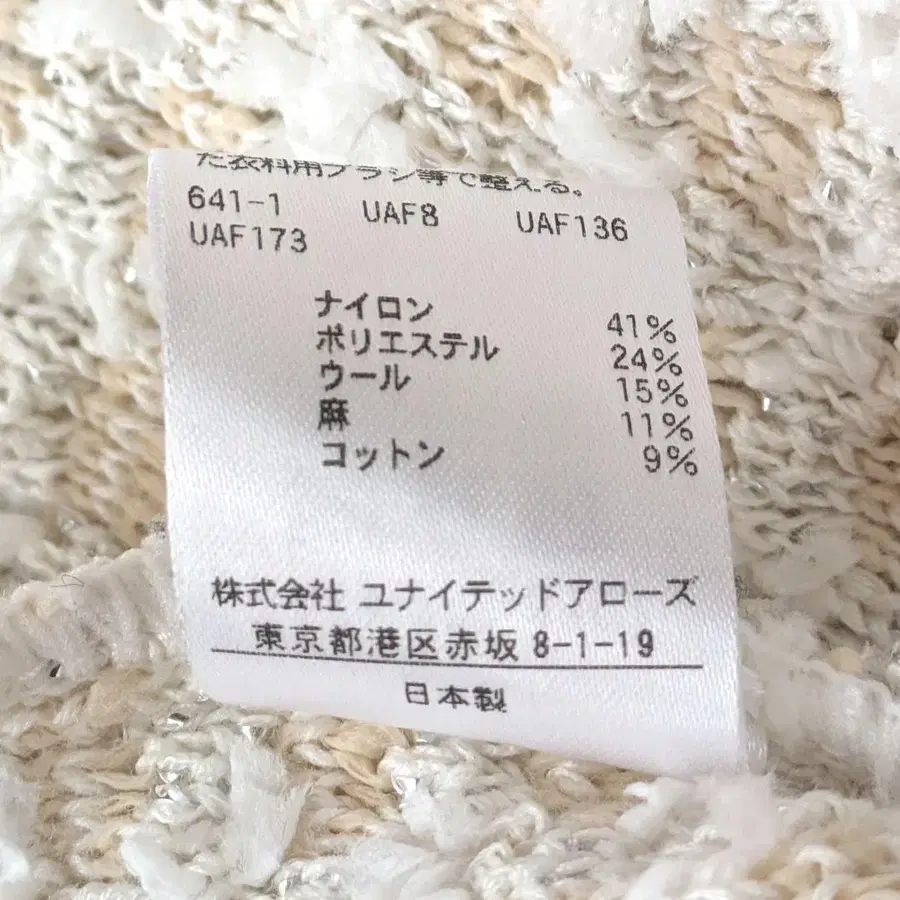 た衣料用ブラシ等で整える。
641-1 UAF8 UAF136
UAF173
ナイロン 41%
ポリエステル 24%
ウール 15%
麻 11%
コットン 9%
株式会社 ユナイテッドアローズ
東京都港区赤坂 8-1-19
日本製